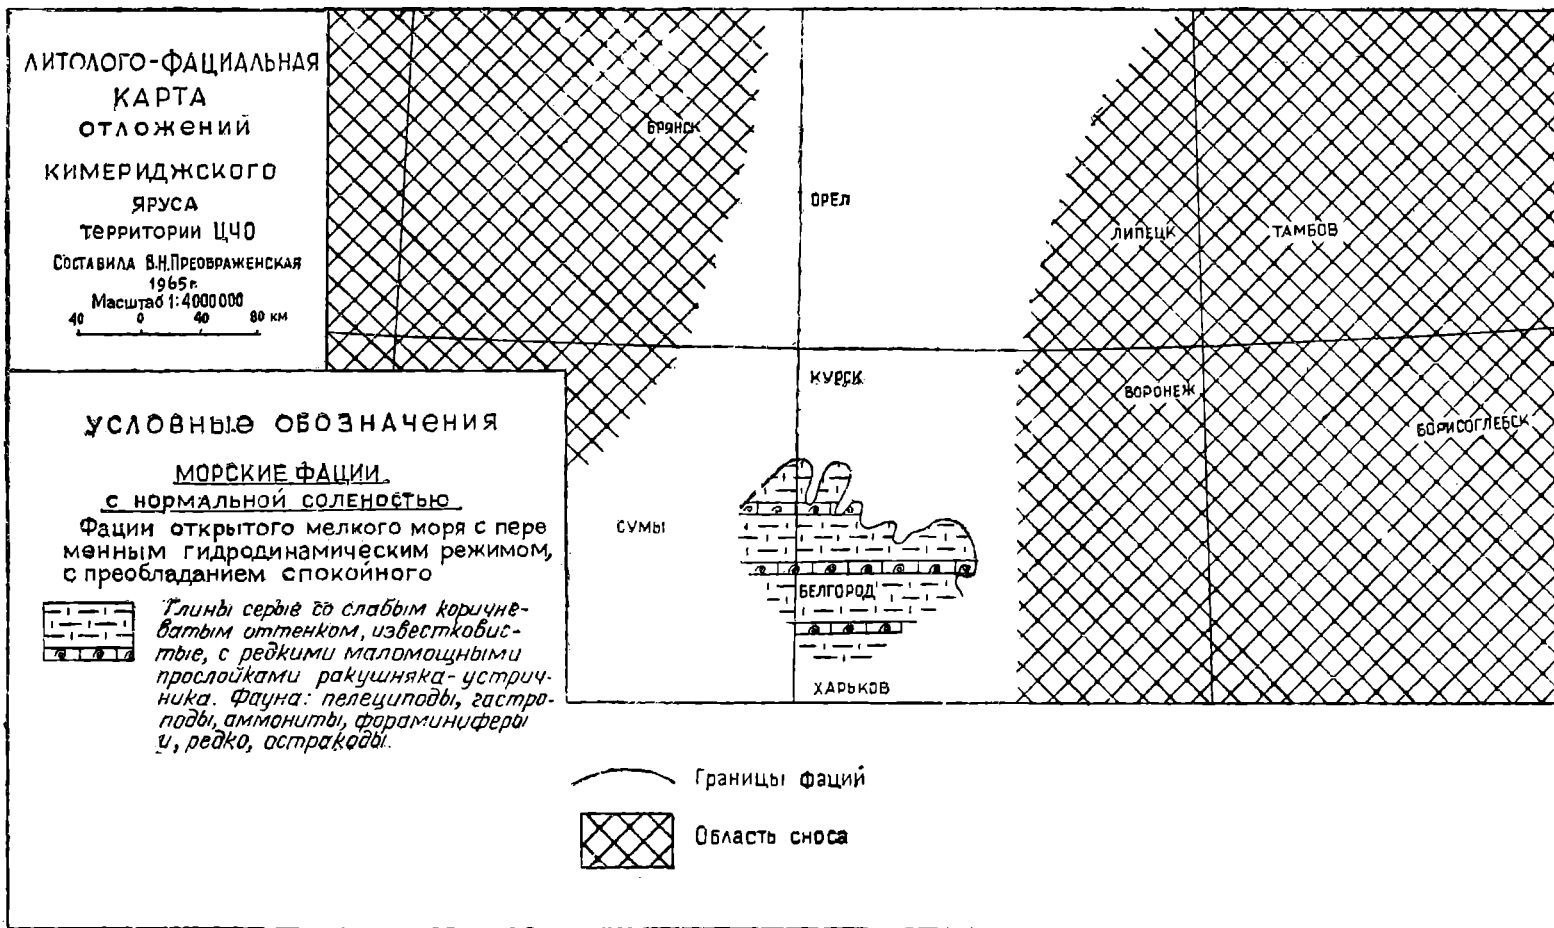 ЛИТОЛОГО-ФАЦИАЛЬНАЯ
КАРТА
ОТЛОЖЕНИЙ
КИМЕРИДЖСКОГО
ЯРУСА
ТЕРРИТОРИИ ЦЧО
СОСТАВИЛА В.Н.ПРЕОБРАЖЕНСКАЯ
1965г.
Масштаб 1:4000000
40 0 40 80 км
БРЯНСК
ОРЕЛ
ЛИПЕЦК
ТАМБОВ
КУРСК
ВОРОНЕЖ
БОРИСОГЛЕБСК
СУМЫ
БЕЛГОРОД
ХАРЬКОВ
УСЛОВНЫЕ ОБОЗНАЧЕНИЯ
МОРСКИЕ ФАЦИИ
С НОРМАЛЬНОЙ СОЛЕНОСТЬЮ
Фации открытого мелкого моря с пере
менным гидродинамическим режимом,
с преобладанием спокойного
Глины серые со слабым коричне-
ватым оттенком, известковис-
тые, с редкими маломощными
прослойками ракушняка-устрич-
ника. Фауна: пелециподы, гастро-
поды, аммониты, фораминиферы
и, редко, остракоды.
Границы фаций
Область сноса